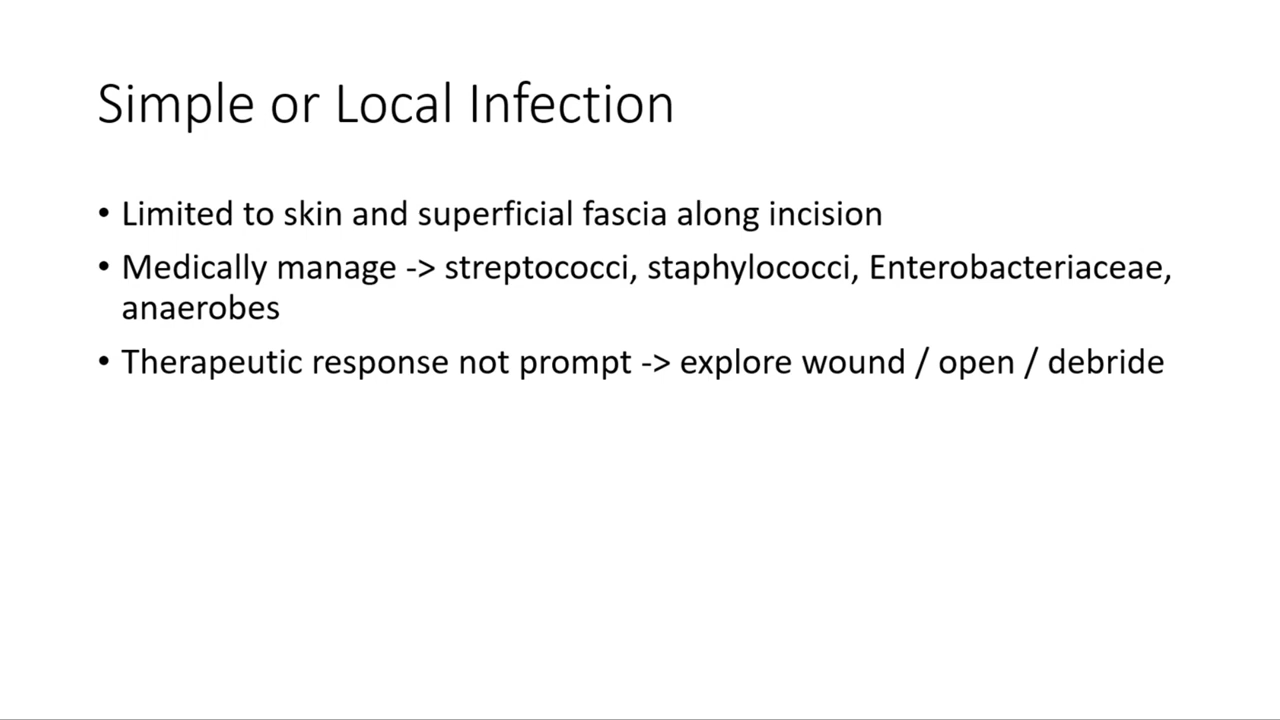 Simple or Local Infection
• Limited to skin and superficial fascia along incision
• Medically manage -> streptococci, staphylococci, Enterobacteriaceae,
anaerobes
• Therapeutic response not prompt -> explore wound / open / debride